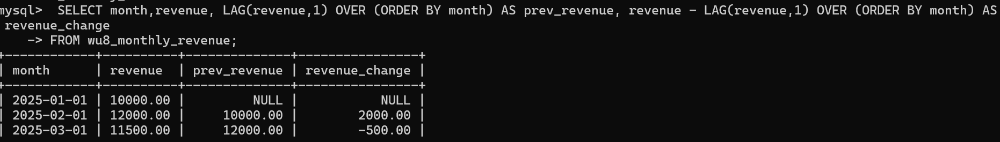 mysql>  SELECT month,revenue, LAG(revenue,1) OVER (ORDER BY month) AS prev_revenue, revenue - LAG(revenue,1) OVER (ORDER BY month) AS
 revenue_change
    -> FROM wu8_monthly_revenue;
+------------+----------+--------------+----------------+
| month      | revenue  | prev_revenue | revenue_change |
+------------+----------+--------------+----------------+
| 2025-01-01 | 10000.00 |         NULL |           NULL |
| 2025-02-01 | 12000.00 |     10000.00 |        2000.00 |
| 2025-03-01 | 11500.00 |     12000.00 |        -500.00 |